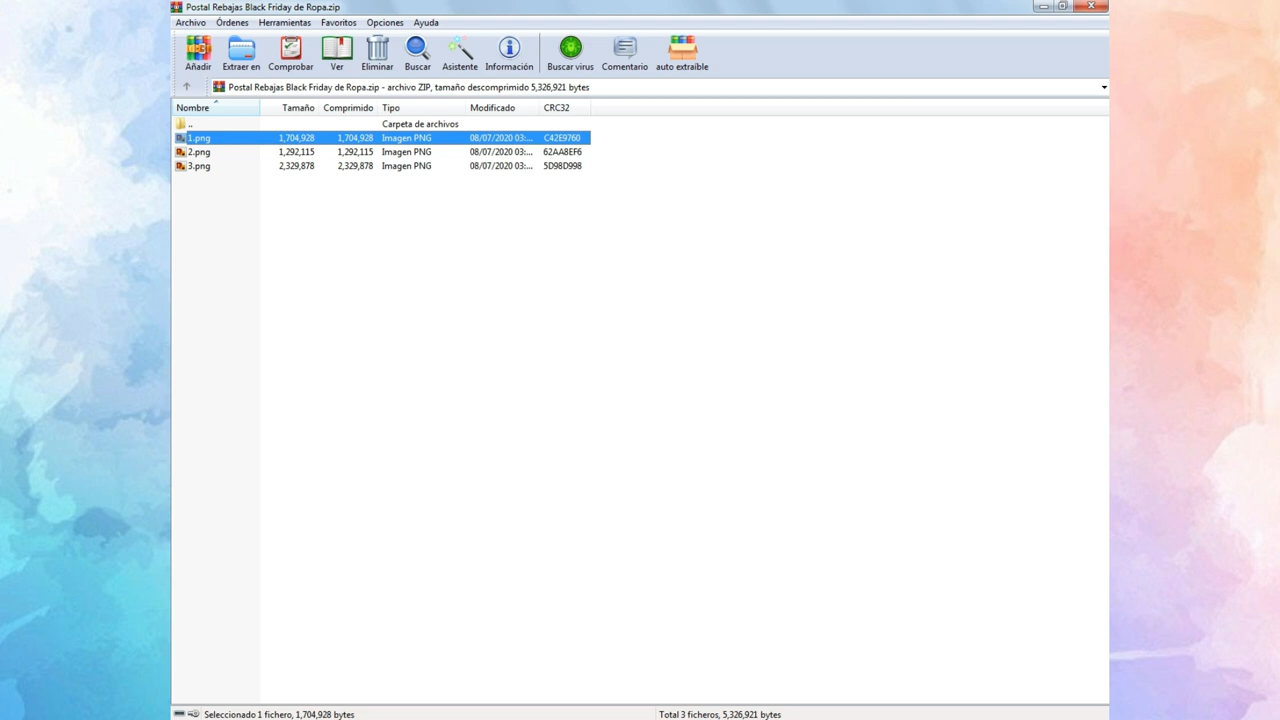 Postal Rebajas Black Friday de Ropa.zip
Archivo Órdenes Herramientas Favoritos Opciones Ayuda
Añadir Extraer en Comprobar Ver Eliminar Buscar Asistente Información Buscar virus Comentario auto extraíble
Postal Rebajas Black Friday de Ropa.zip - archivo ZIP, tamaño descomprimido 5,326,921 bytes
Nombre Tamaño Comprimido Tipo Modificado CRC32
.. Carpeta de archivos
1.png 1,704,928 1,704,928 Imagen PNG 08/07/2020 03:... C42E9760
2.png 1,292,115 1,292,115 Imagen PNG 08/07/2020 03:... 62AA8EF6
3.png 2,329,878 2,329,878 Imagen PNG 08/07/2020 03:... 5D98D998
Seleccionado 1 fichero, 1,704,928 bytes Total 3 ficheros, 5,326,921 bytes